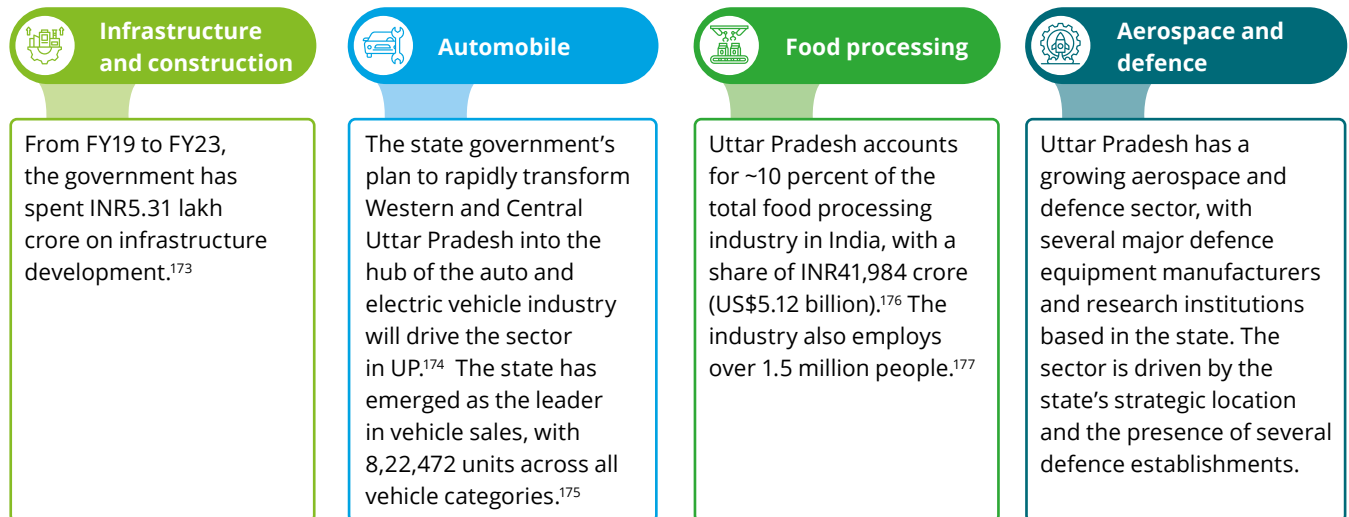 Infrastructure
and construction
From FY19 to FY23,
the government has
spent INR5.31 lakh
crore on infrastructure
development.173
Automobile
The state government’s
plan to rapidly transform
Western and Central
Uttar Pradesh into the
hub of the auto and
electric vehicle industry
will drive the sector
in UP.174 The state has
emerged as the leader
in vehicle sales, with
8,22,472 units across all
vehicle categories.175
Food processing
Uttar Pradesh accounts
for ~10 percent of the
total food processing
industry in India, with a
share of INR41,984 crore
(US$5.12 billion).176 The
industry also employs
over 1.5 million people.177
Aerospace and
defence
Uttar Pradesh has a
growing aerospace and
defence sector, with
several major defence
equipment manufacturers
and research institutions
based in the state. The
sector is driven by the
state’s strategic location
and the presence of several
defence establishments.